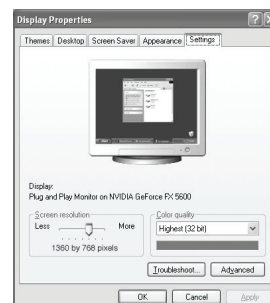 Display Properties
Themes Desktop Screen Saver Appearance Settings
Display:
Plug and Play Monitor on NVIDIA GeForce FX 5600
Screen resolution
Less More
1360 by 768 pixels
Color quality
Highest (32 bit)
Troubleshoot... Advanced
OK Cancel Apply